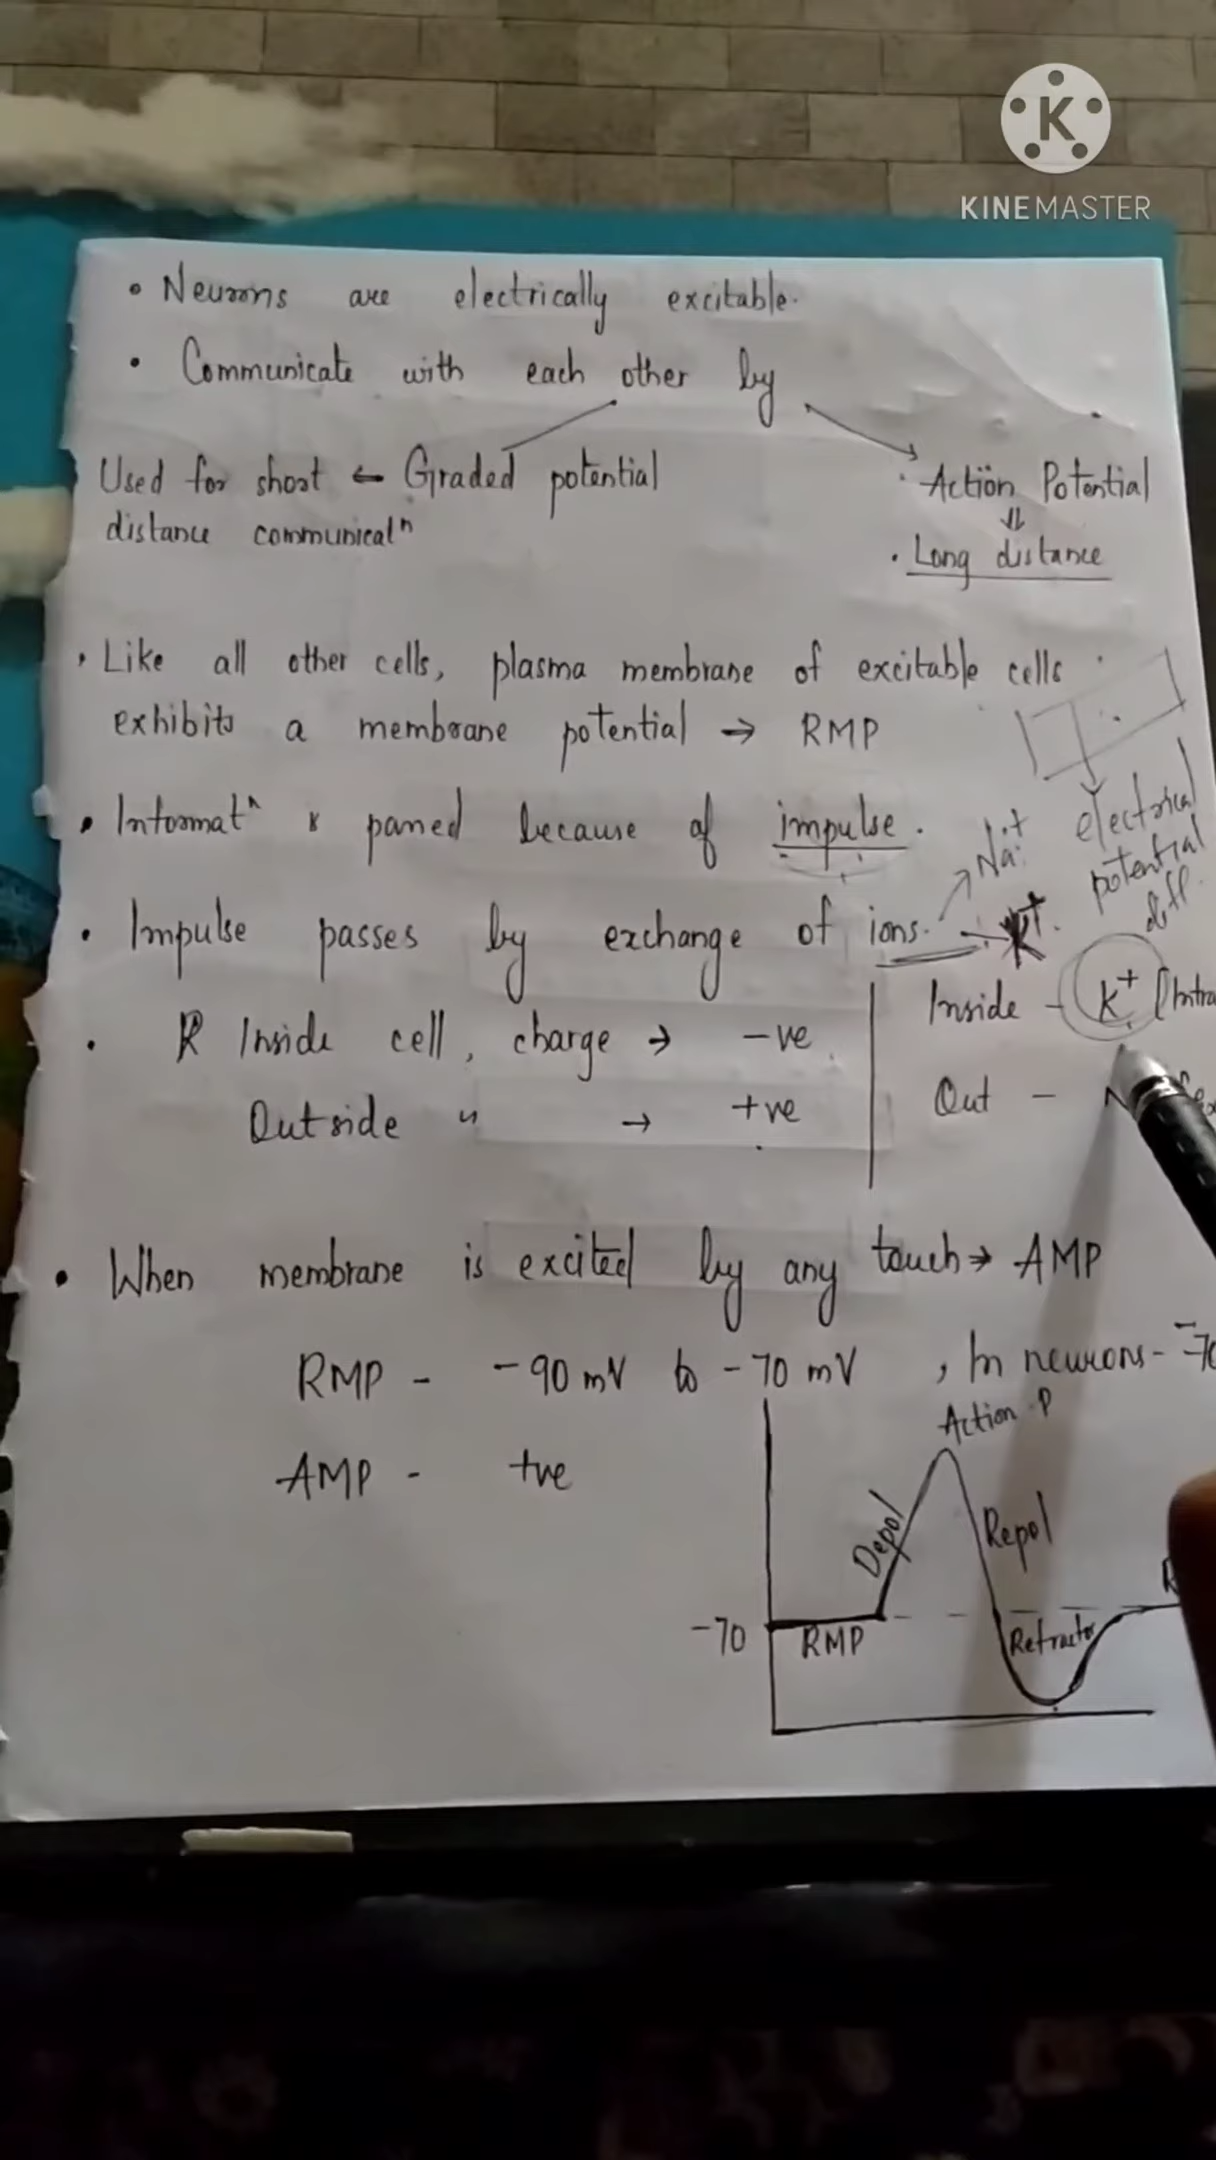 K
KINEMASTER
• Neurons are electrically excitable.
• Communicate with each other by
Used for short ← Graded potential
distance communicatⁿ
Action Potential
⇓
Long distance
• Like all other cells, plasma membrane of excitable cells
exhibits a membrane potential → RMP
electrical
potential
diff.
• Informatⁿ is passed because of impulse.
Na⁺
• Impulse passes by exchange of ions. K⁺
• Inside cell, charge → -ve
Outside " → +ve
Inside - K⁺ (Intra
Out - N
• When membrane is excited by any touch → AMP
RMP - -90 mV to -70 mV , In neurons - -70
AMP - +ve
Action P
Depol
Repol
-70
RMP
Refractor